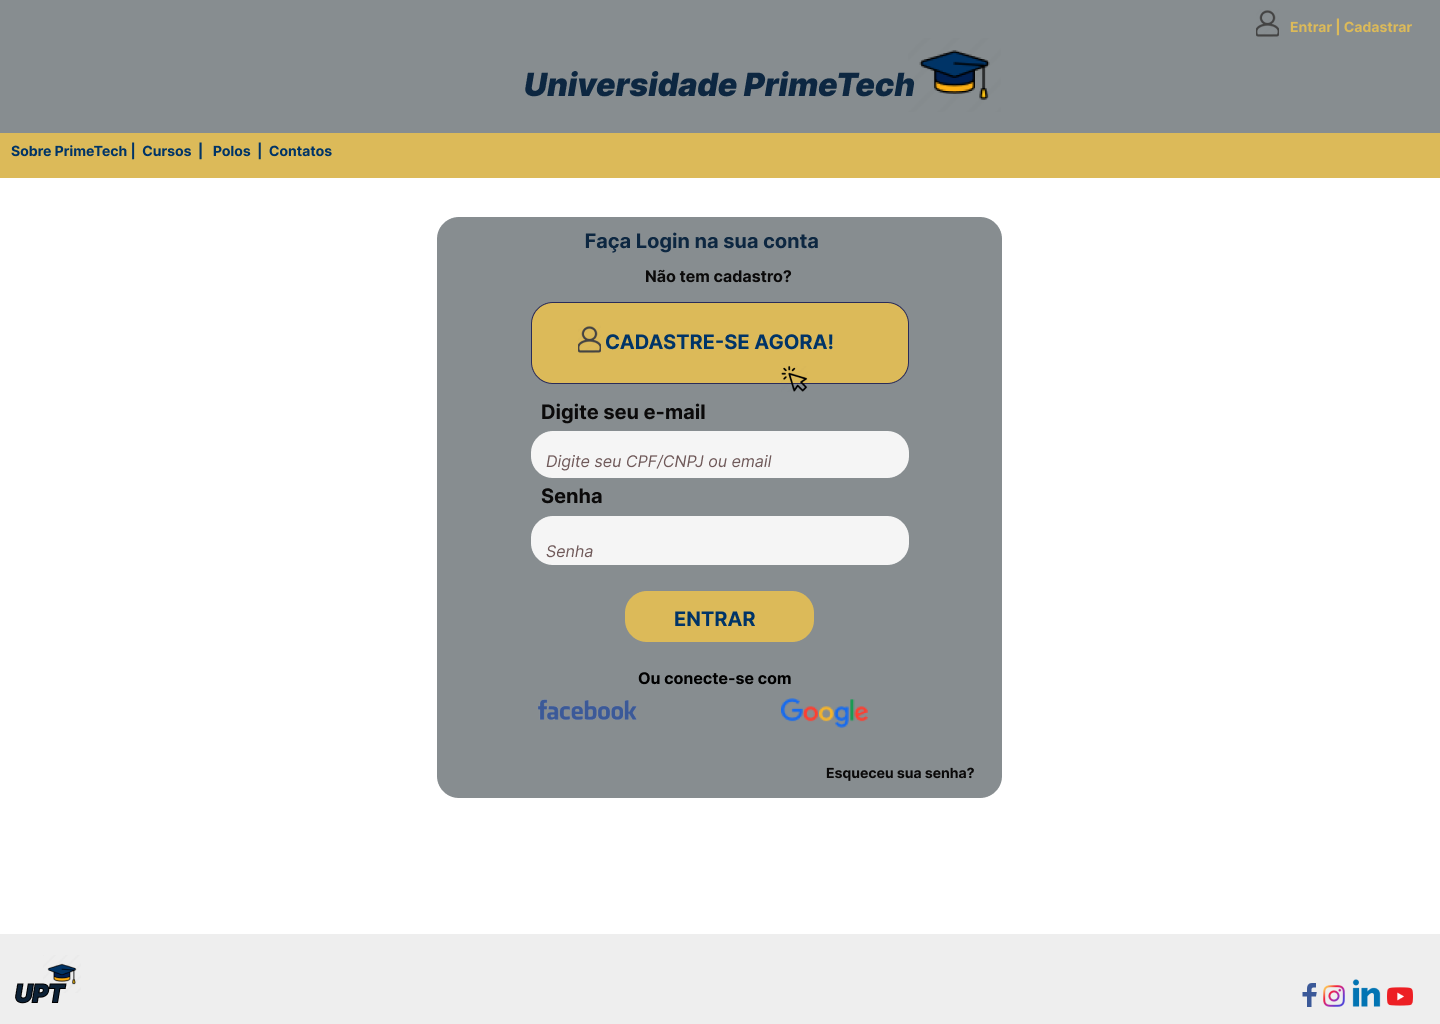 Entrar | Cadastrar
Universidade PrimeTech
Sobre PrimeTech | Cursos | Polos | Contatos
Faça Login na sua conta
Não tem cadastro?
CADASTRE-SE AGORA!
Digite seu e-mail
Digite seu CPF/CNPJ ou email
Senha
Senha
ENTRAR
Ou conecte-se com
facebook
Google
Esqueceu sua senha?
UPT
f
in